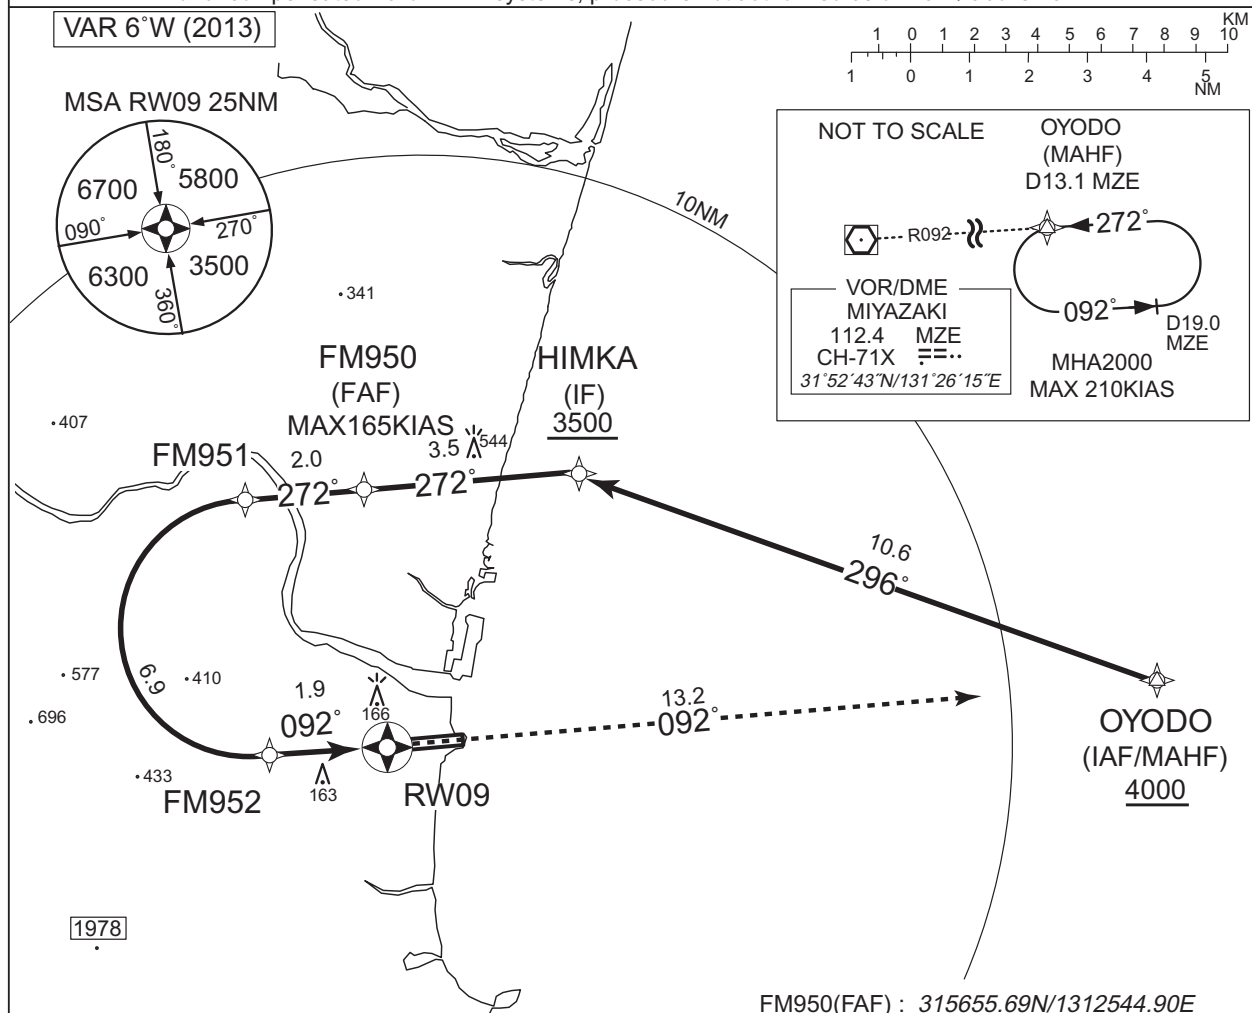 VAR 6°W (2013)
1 0 1 2 3 4 5 6 7 8 9 10
KM
1 0 1 2 3 4 5
NM
MSA RW09 25NM
180°
6700
5800
090°
270°
6300
3500
360°
NOT TO SCALE
OYODO
(MAHF)
D13.1 MZE
R092
272°
092°
D19.0
MZE
VOR/DME
MIYAZAKI
112.4 MZE
CH-71X
31°52´43˝N/131°26´15˝E
MHA2000
MAX 210KIAS
10NM
341
FM950
(FAF)
MAX165KIAS
HIMKA
(IF)
3500
407
FM951
2.0
272°
3.5
544
272°
10.6
296°
577
410
696
6.9
1.9
092°
166
13.2
092°
433
FM952
163
RW09
OYODO
(IAF/MAHF)
4000
1978
FM950(FAF) : 315655.69N/1312544.90E